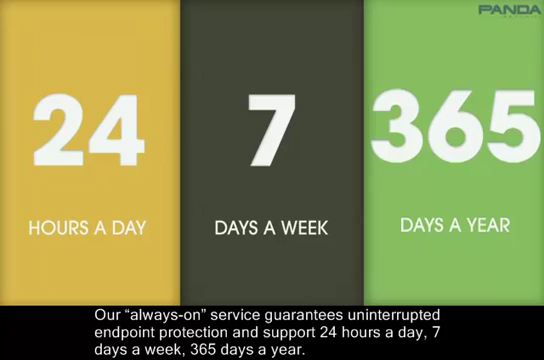 PANDA
24
HOURS A DAY
7
DAYS A WEEK
365
DAYS A YEAR
Our “always-on” service guarantees uninterrupted
endpoint protection and support 24 hours a day, 7
days a week, 365 days a year.